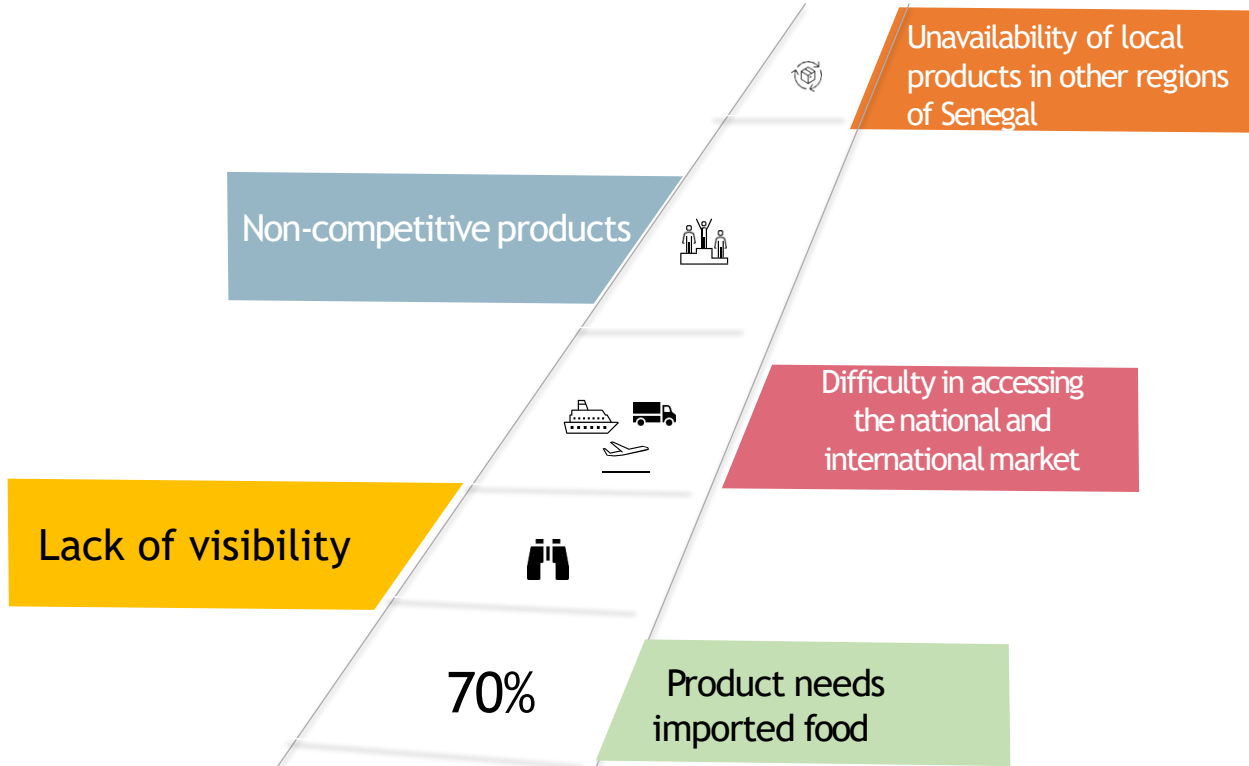 Unavailability of local
products in other regions
of Senegal
Non-competitive products
Difficulty in accessing
the national and
international market
Lack of visibility
70%
Product needs
imported food